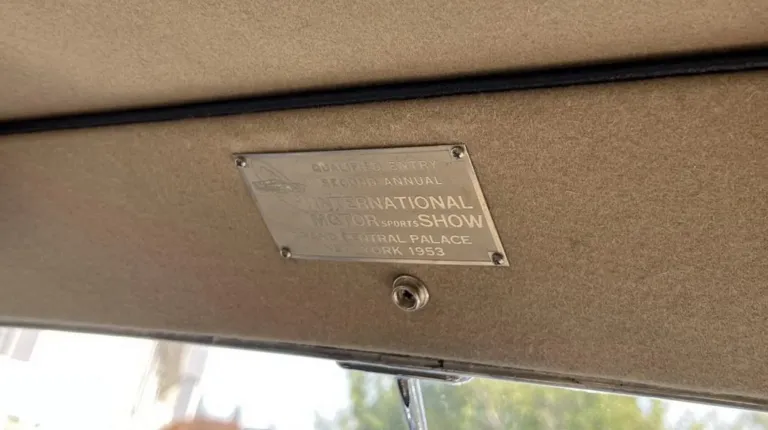 QUALIFIED ENTRY
SECOND ANNUAL
INTERNATIONAL
MOTOR SPORTS SHOW
CENTRAL PALACE
YORK 1953